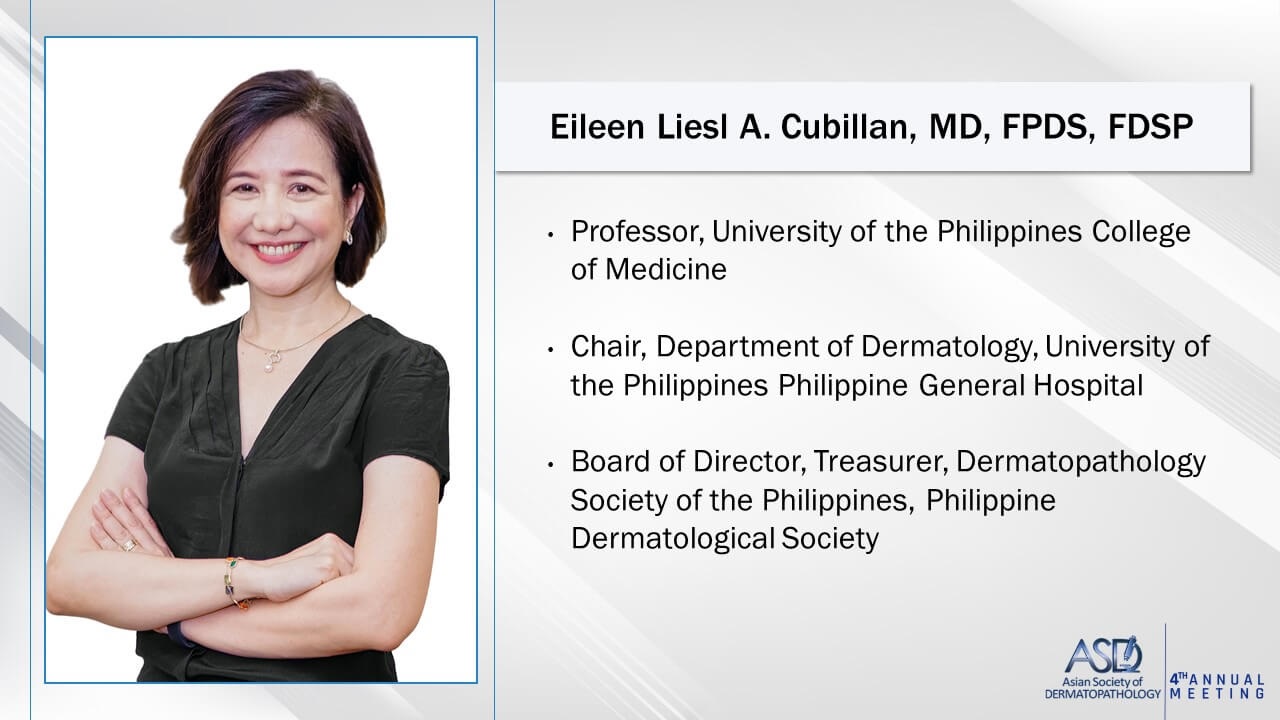 Eileen Liesl A. Cubillan, MD, FPDS, FDSP
• Professor, University of the Philippines College
of Medicine
• Chair, Department of Dermatology, University of
the Philippines Philippine General Hospital
• Board of Director, Treasurer, Dermatopathology
Society of the Philippines, Philippine
Dermatological Society
ASD
Asian Society of
DERMATOPATHOLOGY
4TH ANNUAL
MEETING